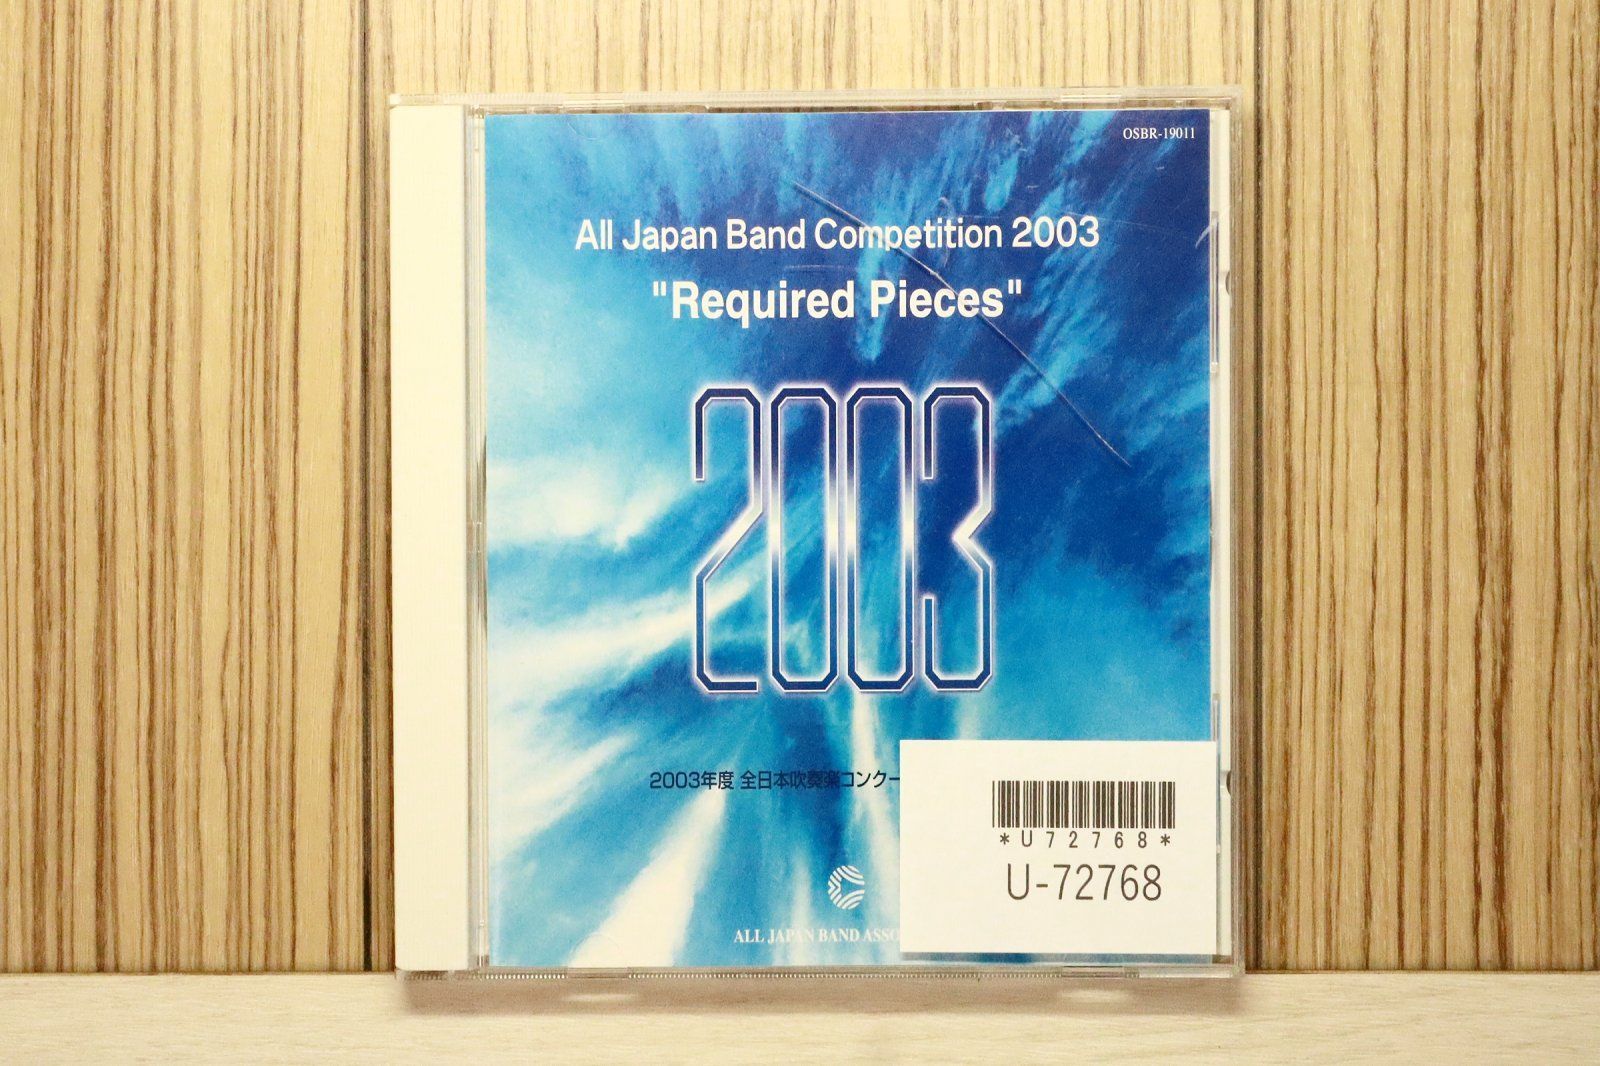 OSBR-19011
All Japan Band Competition 2003
"Required Pieces"
2003
2003年度 全日本吹奏楽コンクー
*U72768*
U-72768
ALL JAPAN BAND ASSO